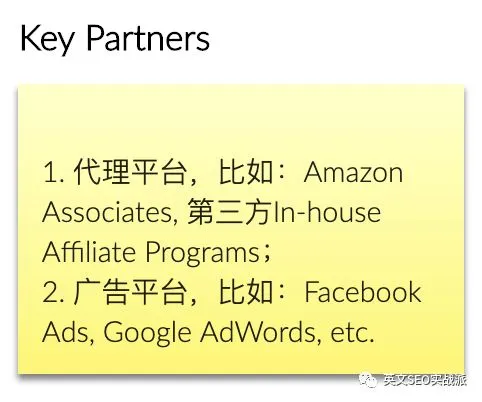 Key Partners
1. 代理平台，比如：Amazon
Associates, 第三方In-house
Affiliate Programs；
2. 广告平台，比如：Facebook
Ads, Google AdWords, etc.
英文SEO实战派